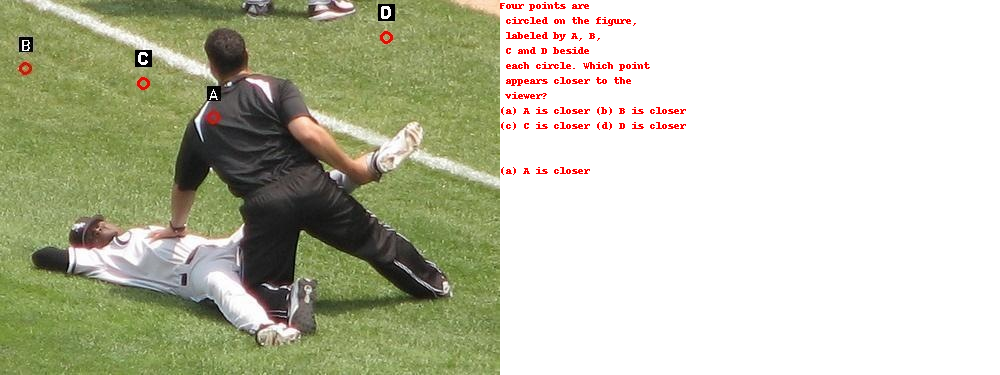 B
C
A
D
Four points are
circled on the figure,
labeled by A, B,
C and D beside
each circle. Which point
appears closer to the
viewer?
(a) A is closer (b) B is closer
(c) C is closer (d) D is closer
(a) A is closer